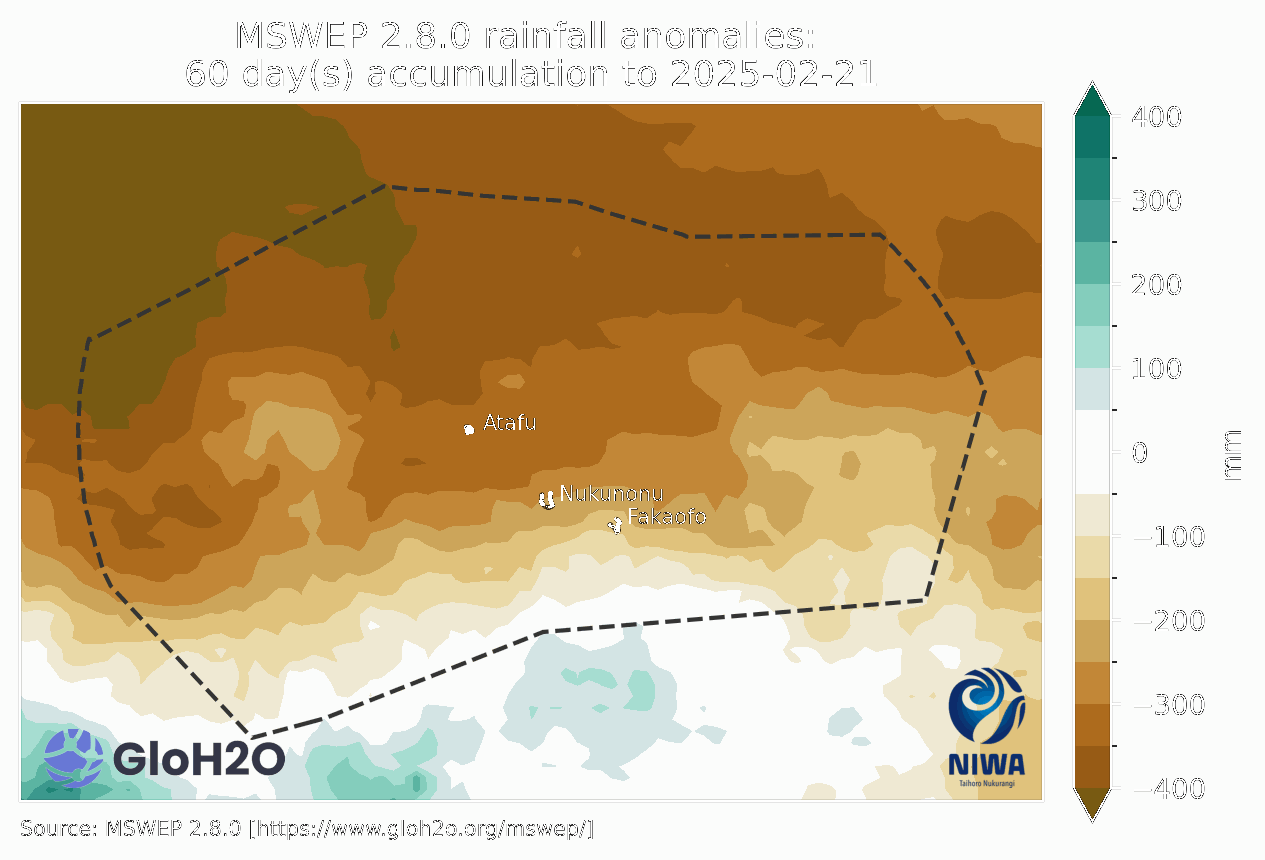 MSWEP 2.8.0 rainfall anomalies:
60 day(s) accumulation to 2025-02-21
400
300
200
100
0
−100
−200
−300
−400
mm
Atafu
Nukunonu
Fakaofo
GloH2O
NIWA
Taihoro Nukurangi
Source: MSWEP 2.8.0 [https://www.gloh2o.org/mswep/]